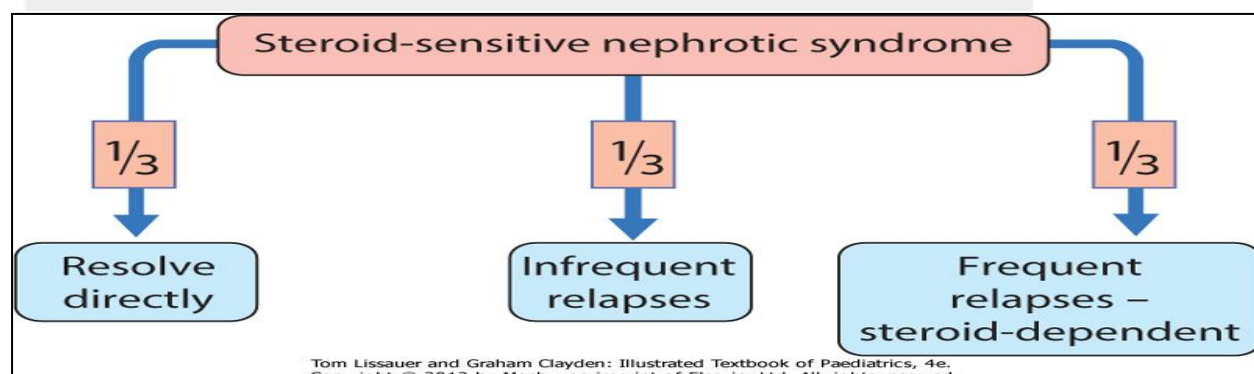 Steroid-sensitive nephrotic syndrome
1/3
1/3
1/3
Resolve
directly
Infrequent
relapses
Frequent
relapses –
steroid-dependent
Tom Lissauer and Graham Clayden: Illustrated Textbook of Paediatrics, 4e.